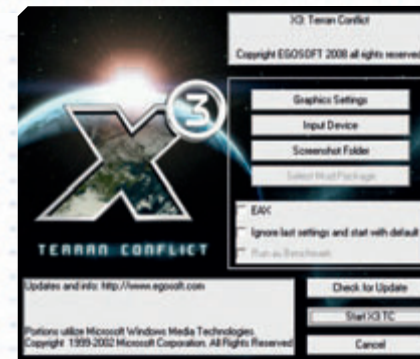 X3: Terran Conflict
Copyright EGOSOFT 2008 all rights reserved
X3
TERRAN CONFLICT
Graphics Settings
Input Device
Screenshot Folder
Select Mod Package
EAX
Ignore last settings and start with default
Run as Benchmark
Updates and info: http://www.egosoft.com
Portions utilize Microsoft Windows Media Technologies.
Copyright 1999-2002 Microsoft Corporation. All Rights Reserved
Check for Update
Start X3 TC
Cancel